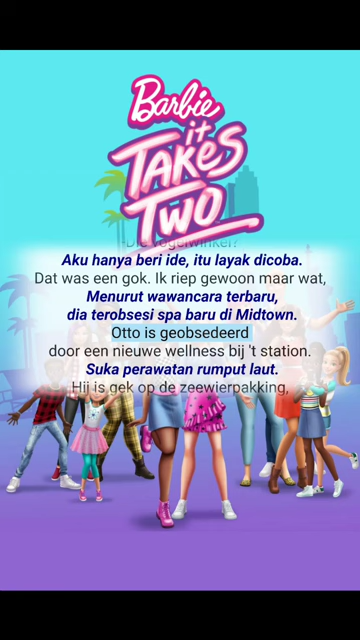 Barbie
it
TAKES
TWO
-Die vogelwinkel?
Aku hanya beri ide, itu layak dicoba.
Dat was een gok. Ik riep gewoon maar wat,
Menurut wawancara terbaru,
dia terobsesi spa baru di Midtown.
Otto is geobsedeerd
door een nieuwe wellness bij 't station.
Suka perawatan rumput laut.
Hij is gek op de zeewierpakking,